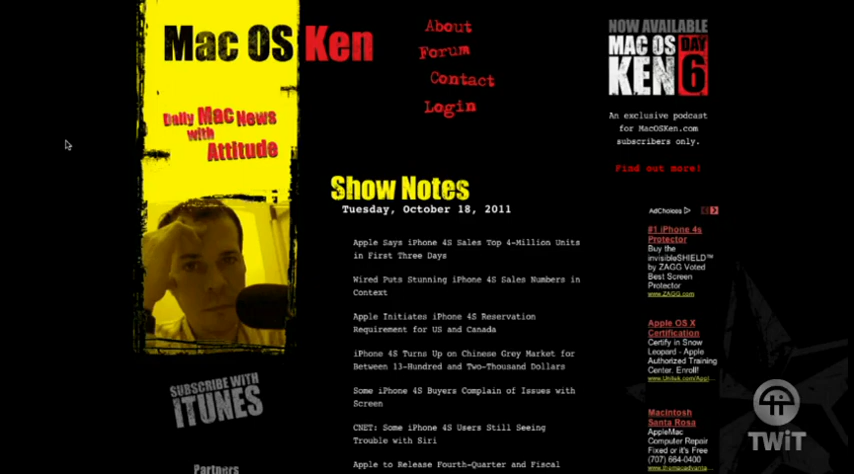 Mac OS Ken
Daily Mac News
with
Attitude
SUBSCRIBE WITH
iTUNES
Partners
About
Forum
Contact
Login
Show Notes
Tuesday, October 18, 2011
Apple Says iPhone 4S Sales Top 4-Million Units
in First Three Days
Wired Puts Stunning iPhone 4S Sales Numbers in
Context
Apple Initiates iPhone 4S Reservation
Requirement for US and Canada
iPhone 4S Turns Up on Chinese Grey Market for
Between 13-Hundred and Two-Thousand Dollars
Some iPhone 4S Buyers Complain of Issues with
Screen
CNET: Some iPhone 4S Users Still Seeing
Trouble with Siri
Apple to Release Fourth-Quarter and Fiscal
NOW AVAILABLE
MAC OS
KEN
DAY
6
An exclusive podcast
for MacOSKen.com
subscribers only.
Find out more!
AdChoices
#1 iPhone 4s
Protector
Buy the
invisibleSHIELD™
by ZAGG Voted
Best Screen
Protector
www.ZAGG.com
Apple OS X
Certification
Certify in Snow
Leopard - Apple
Authorized Training
Center. Enroll!
Macintosh
Santa Rosa
AppleMac
Computer Repair
Fixed or it's Free
(707) 664-0400
TWiT